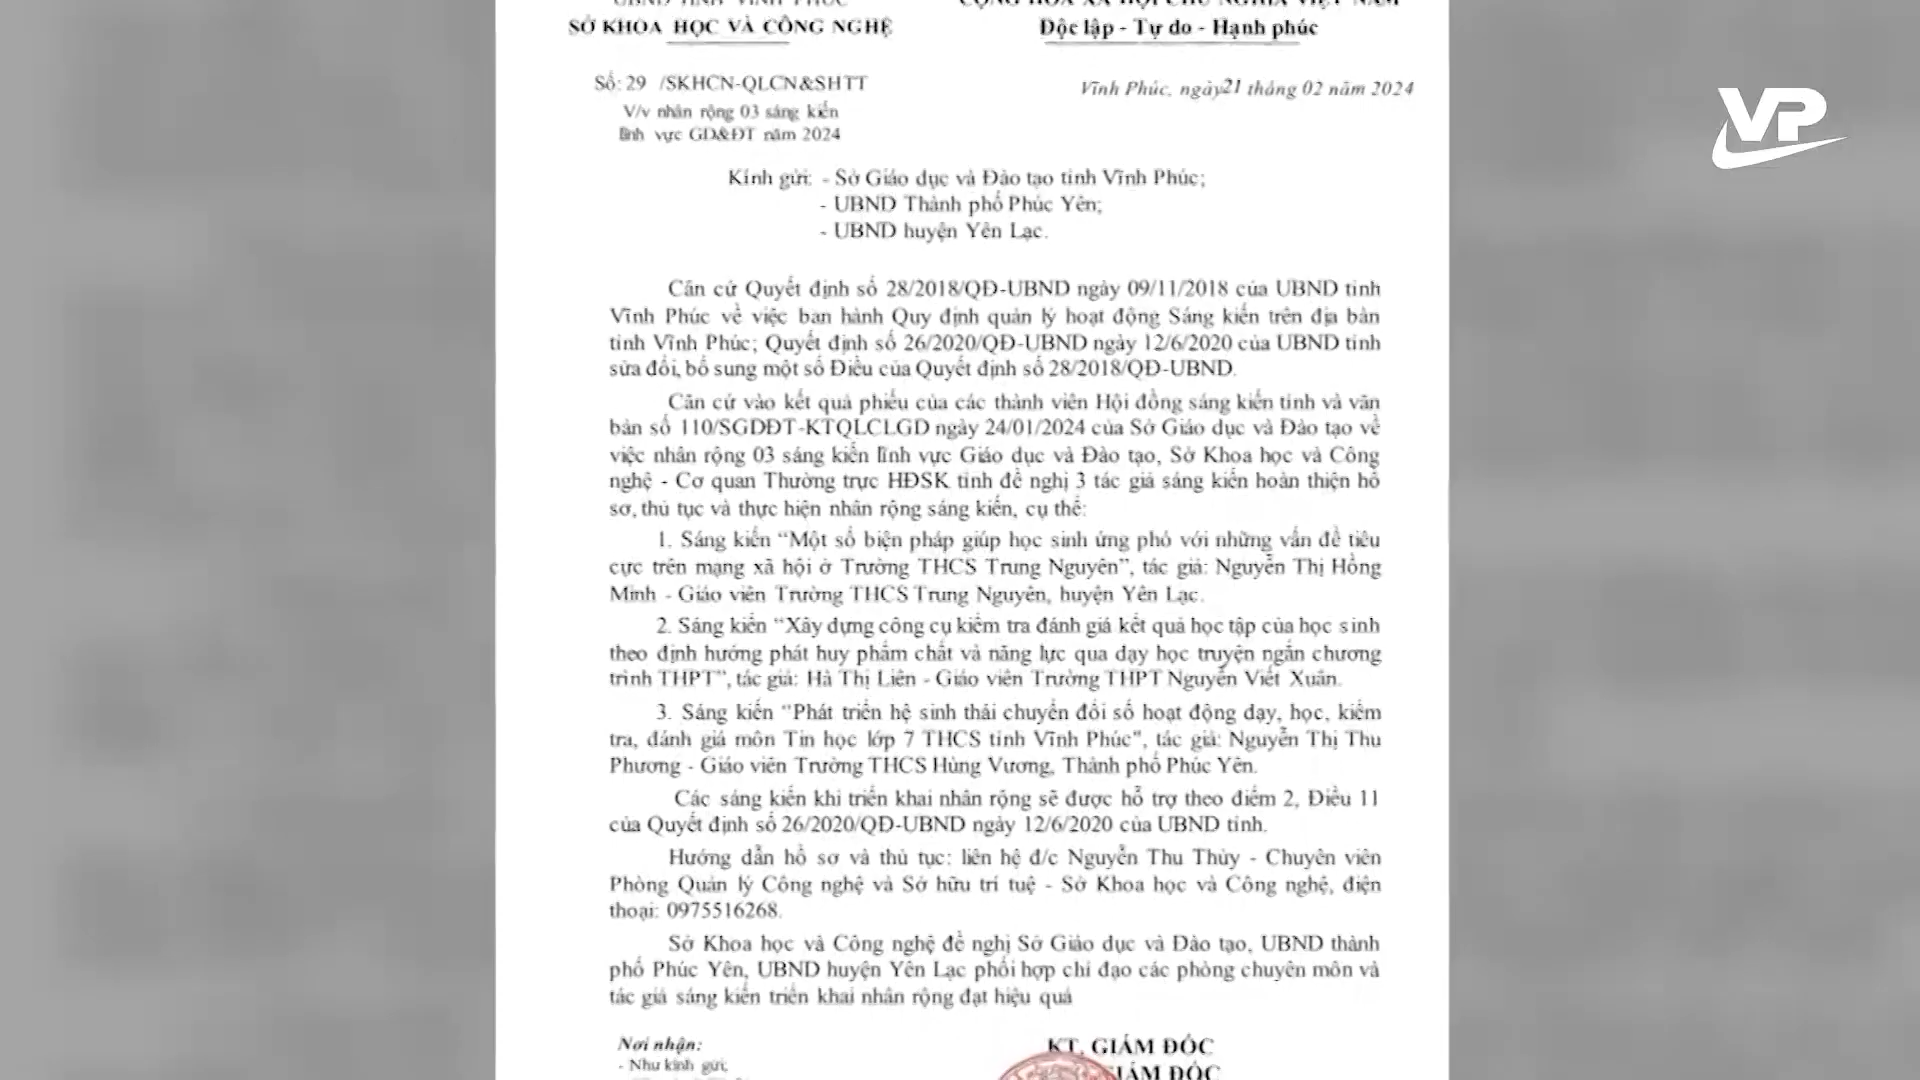 UBND TỈNH VĨNH PHÚC
SỞ KHOA HỌC VÀ CÔNG NGHỆ
CỘNG HÒA XÃ HỘI CHỦ NGHĨA VIỆT NAM
Độc lập - Tự do - Hạnh phúc
Số: 29 /SKHCN-QLCN&SHTT
V/v nhân rộng 03 sáng kiến
lĩnh vực GD&ĐT năm 2024
Vĩnh Phúc, ngày 21 tháng 02 năm 2024
VP
Kính gửi: - Sở Giáo dục và Đào tạo tỉnh Vĩnh Phúc;
- UBND Thành phố Phúc Yên;
- UBND huyện Yên Lạc.
Căn cứ Quyết định số 28/2018/QĐ-UBND ngày 09/11/2018 của UBND tỉnh
Vĩnh Phúc về việc ban hành Quy định quản lý hoạt động Sáng kiến trên địa bàn
tỉnh Vĩnh Phúc; Quyết định số 26/2020/QĐ-UBND ngày 12/6/2020 của UBND tỉnh
sửa đổi, bổ sung một số Điều của Quyết định số 28/2018/QĐ-UBND.
Căn cứ vào kết quả phiếu của các thành viên Hội đồng sáng kiến tỉnh và văn
bản số 110/SGDĐT-KTQLCLGD ngày 24/01/2024 của Sở Giáo dục và Đào tạo về
việc nhân rộng 03 sáng kiến lĩnh vực Giáo dục và Đào tạo, Sở Khoa học và Công
nghệ - Cơ quan Thường trực HĐSK tỉnh đề nghị 3 tác giả sáng kiến hoàn thiện hồ
sơ, thủ tục và thực hiện nhân rộng sáng kiến, cụ thể:
1. Sáng kiến “Một số biện pháp giúp học sinh ứng phó với những vấn đề tiêu
cực trên mạng xã hội ở Trường THCS Trung Nguyên”, tác giả: Nguyễn Thị Hồng
Minh - Giáo viên Trường THCS Trung Nguyên, huyện Yên Lạc.
2. Sáng kiến “Xây dựng công cụ kiểm tra đánh giá kết quả học tập của học sinh
theo định hướng phát huy phẩm chất và năng lực qua dạy học truyện ngắn chương
trình THPT”, tác giả: Hà Thị Liên - Giáo viên Trường THPT Nguyễn Viết Xuân.
3. Sáng kiến “Phát triển hệ sinh thái chuyển đổi số hoạt động dạy, học, kiểm
tra, đánh giá môn Tin học lớp 7 THCS tỉnh Vĩnh Phúc”, tác giả: Nguyễn Thị Thu
Phương - Giáo viên Trường THCS Hùng Vương, Thành phố Phúc Yên.
Các sáng kiến khi triển khai nhân rộng sẽ được hỗ trợ theo điểm 2, Điều 11
của Quyết định số 26/2020/QĐ-UBND ngày 12/6/2020 của UBND tỉnh.
Hướng dẫn hồ sơ và thủ tục: liên hệ đ/c Nguyễn Thu Thủy - Chuyên viên
Phòng Quản lý Công nghệ và Sở hữu trí tuệ - Sở Khoa học và Công nghệ, điện
thoại: 0975516268.
Sở Khoa học và Công nghệ đề nghị Sở Giáo dục và Đào tạo, UBND thành
phố Phúc Yên, UBND huyện Yên Lạc phối hợp chỉ đạo các phòng chuyên môn và
tác giả sáng kiến triển khai nhân rộng đạt hiệu quả
Nơi nhận:
- Như kính gửi;
KT. GIÁM ĐỐC
GIÁM ĐỐC